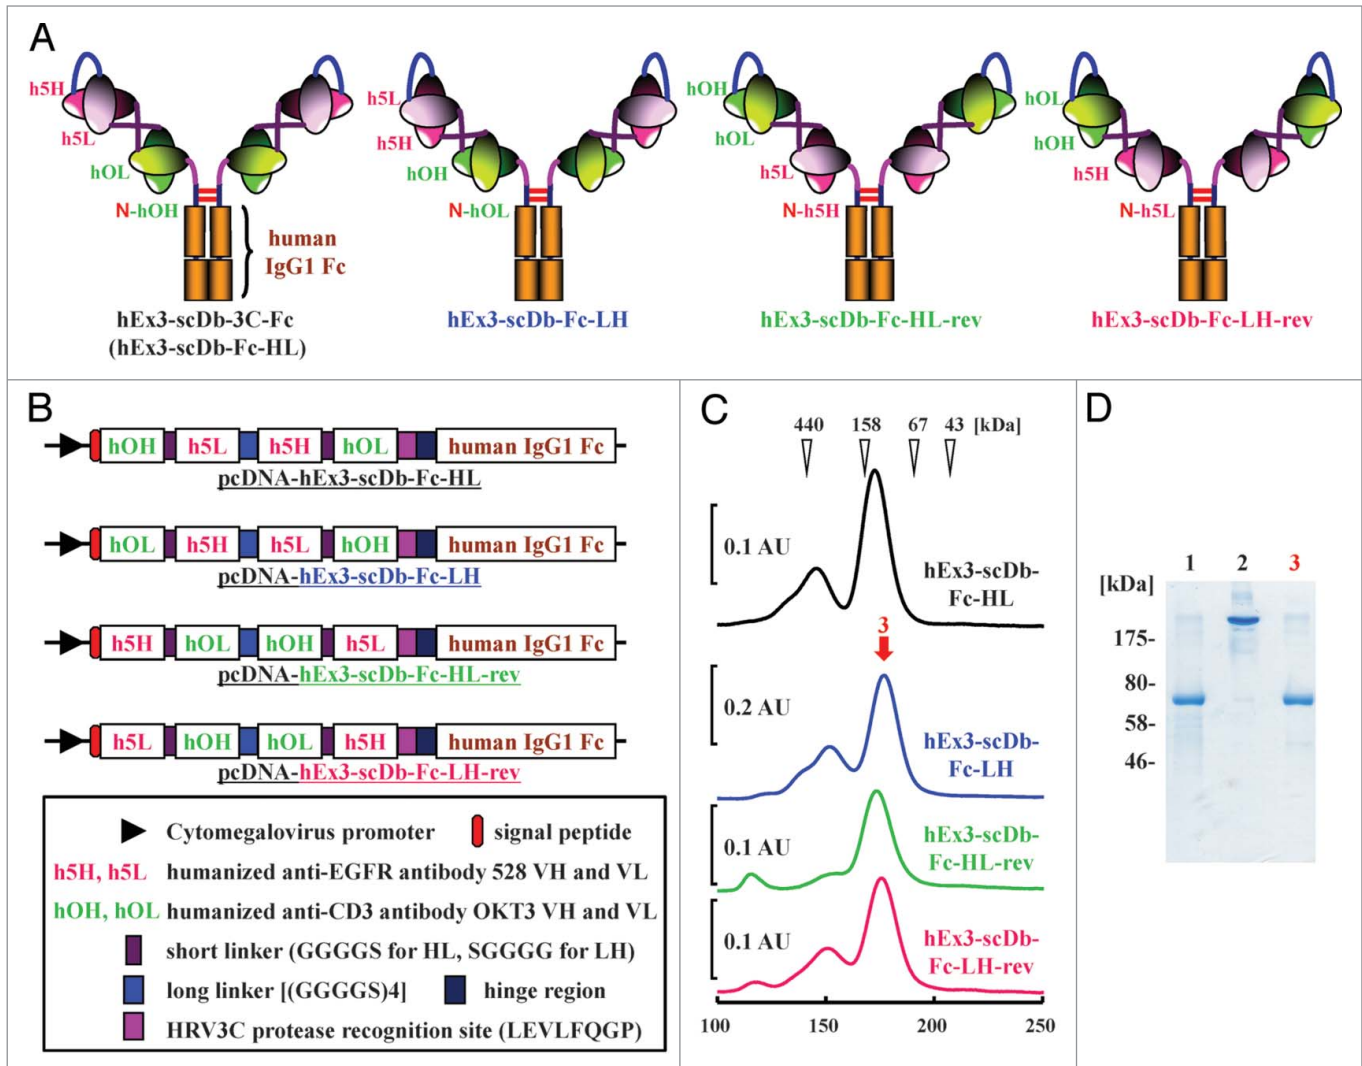 A
h5H
h5L
hOL
N-hOH
human
IgG1 Fc
hEx3-scDb-3C-Fc
(hEx3-scDb-Fc-HL)
h5L
h5H
hOH
N-hOL
hEx3-scDb-Fc-LH
hOH
hOL
h5L
N-h5H
hEx3-scDb-Fc-HL-rev
hOL
hOH
h5H
N-h5L
hEx3-scDb-Fc-LH-rev
B
hOH h5L h5H hOL human IgG1 Fc
pcDNA-hEx3-scDb-Fc-HL
hOL h5H h5L hOH human IgG1 Fc
pcDNA-hEx3-scDb-Fc-LH
h5H hOL hOH h5L human IgG1 Fc
pcDNA-hEx3-scDb-Fc-HL-rev
h5L hOH hOL h5H human IgG1 Fc
pcDNA-hEx3-scDb-Fc-LH-rev
Cytomegalovirus promoter signal peptide
h5H, h5L humanized anti-EGFR antibody 528 VH and VL
hOH, hOL humanized anti-CD3 antibody OKT3 VH and VL
short linker (GGGGS for HL, SGGGG for LH)
long linker [(GGGGS)4] hinge region
HRV3C protease recognition site (LEVLFQGP)
C
440 158 67 43 [kDa]
0.1 AU
hEx3-scDb-
Fc-HL
3
0.2 AU
hEx3-scDb-
Fc-LH
0.1 AU
hEx3-scDb-
Fc-HL-rev
0.1 AU
hEx3-scDb-
Fc-LH-rev
100 150 200 250
D
1 2 3
[kDa]
175-
80-
58-
46-